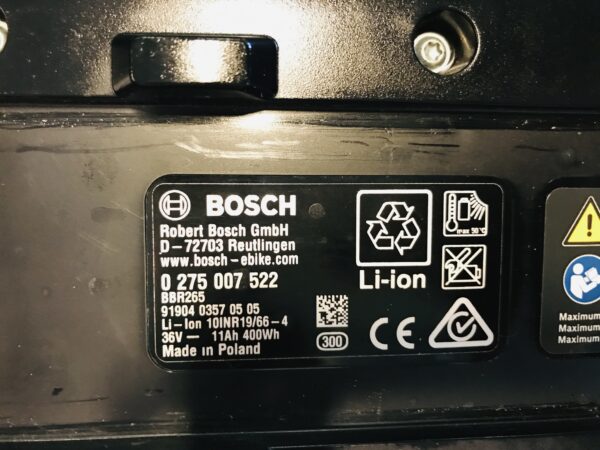 BOSCH
Robert Bosch GmbH
D-72703 Reutlingen
www.bosch-ebike.com
0 275 007 522
BBR265
91904 0357 05 05
Li-Ion 10INR19/66-4
36V ⎓ 11Ah 400Wh
Made in Poland
300
Li-ion
CE
Maximum
Maximum
Maximum